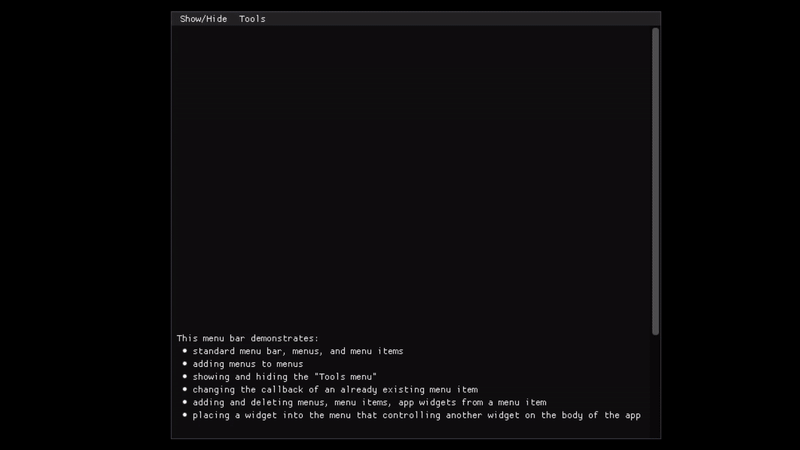 Show/Hide Tools
This menu bar demonstrates:
• standard menu bar, menus, and menu items
• adding menus to menus
• showing and hiding the "Tools menu"
• changing the callback of an already existing menu item
• adding and deleting menus, menu items, app widgets from a menu item
• placing a widget into the menu that controlling another widget on the body of the app